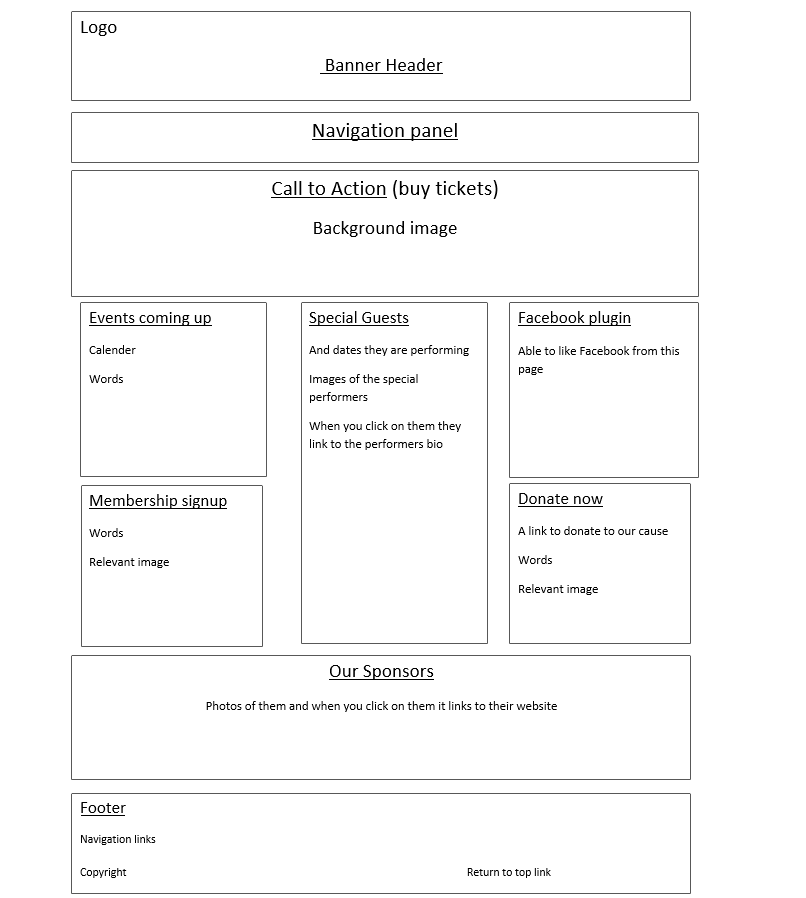 Logo
Banner Header
Navigation panel
Call to Action (buy tickets)
Background image
Events coming up
Calender
Words
Special Guests
And dates they are performing
Images of the special
performers
When you click on them they
link to the performers bio
Facebook plugin
Able to like Facebook from this
page
Membership signup
Words
Relevant image
Donate now
A link to donate to our cause
Words
Relevant image
Our Sponsors
Photos of them and when you click on them it links to their website
Footer
Navigation links
Copyright
Return to top link